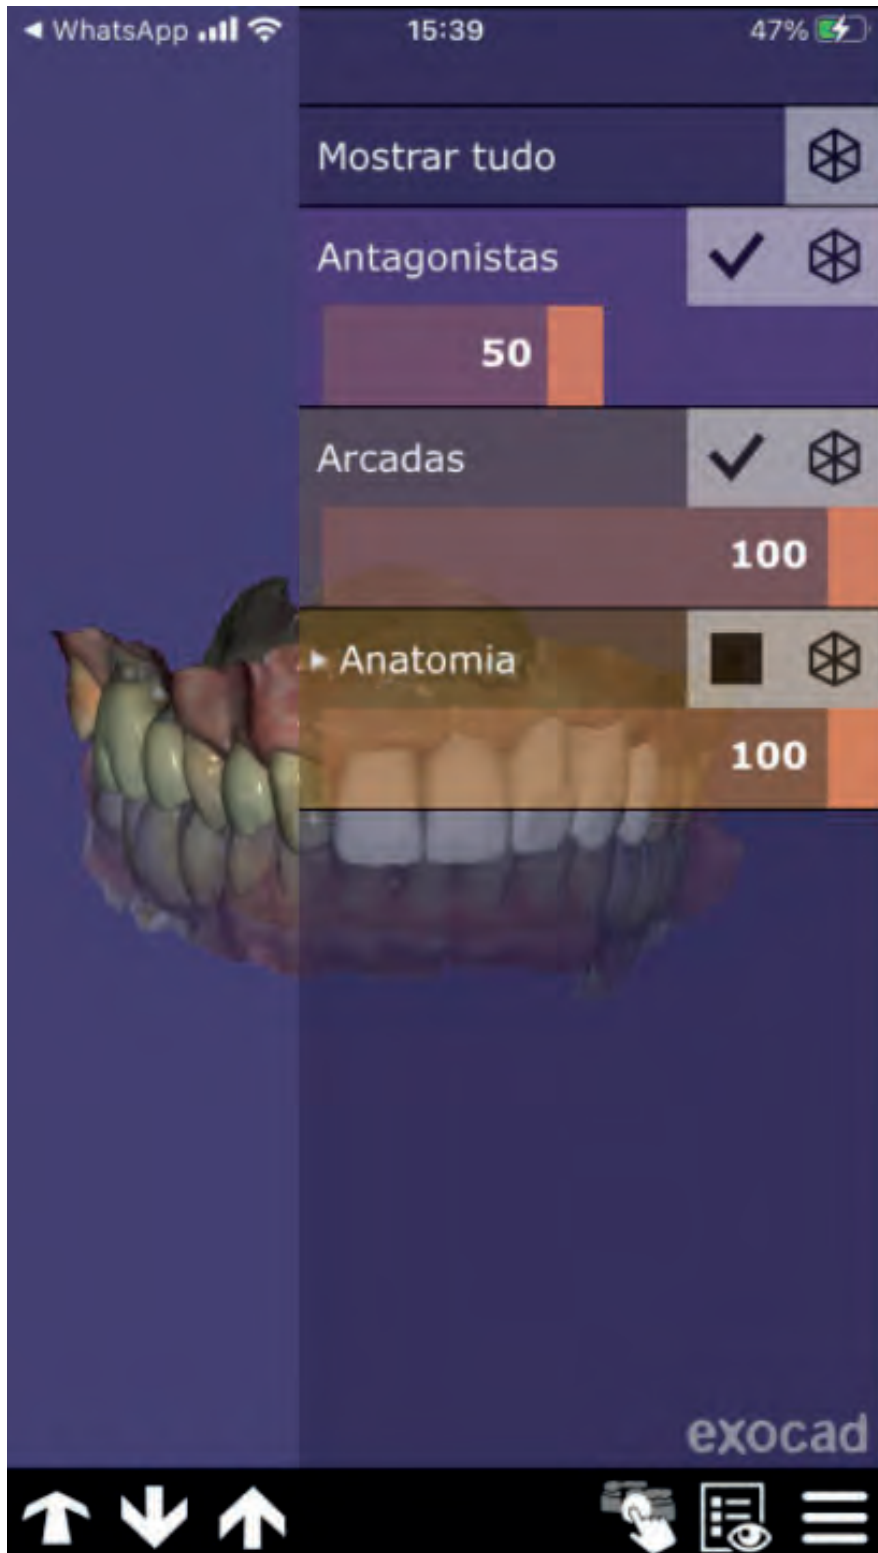 WhatsApp 15:39 47%
Mostrar tudo
Antagonistas
50
Arcadas
100
Anatomia
100
exocad